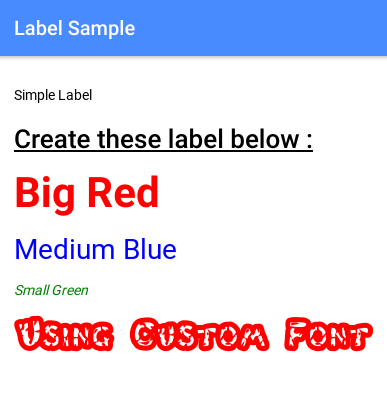 Label Sample
Simple Label
Create these label below :
Big Red
Medium Blue
Small Green
Using Custom Font